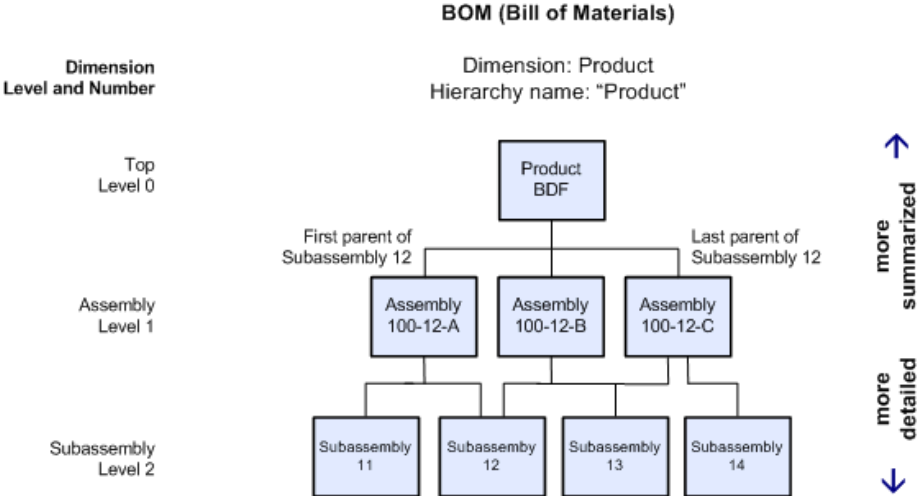 BOM (Bill of Materials)
Dimension
Level and Number
Dimension: Product
Hierarchy name: “Product”
Top
Level 0
Product
BDF
more
summarized
First parent of
Subassembly 12
Last parent of
Subassembly 12
Assembly
Level 1
Assembly
100-12-A
Assembly
100-12-B
Assembly
100-12-C
more
detailed
Subassembly
Level 2
Subassembly
11
Subassemby
12
Subassembly
13
Subassembly
14